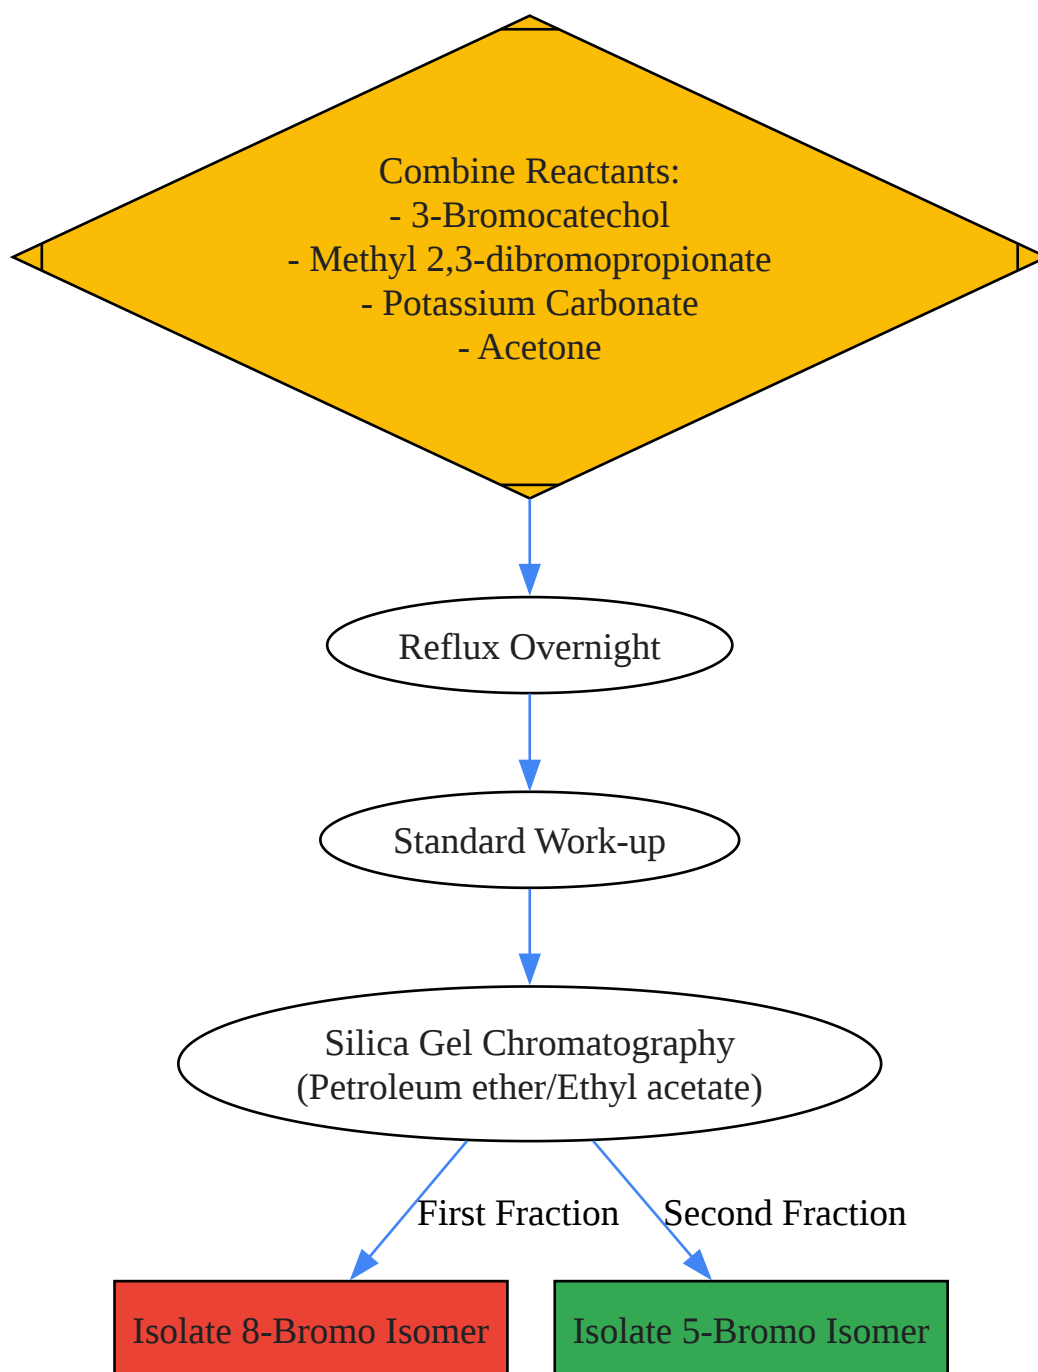 Combine Reactants:
- 3-Bromocatechol
- Methyl 2,3-dibromopropionate
- Potassium Carbonate
- Acetone
Reflux Overnight
Standard Work-up
Silica Gel Chromatography
(Petroleum ether/Ethyl acetate)
First Fraction
Second Fraction
Isolate 8-Bromo Isomer
Isolate 5-Bromo Isomer